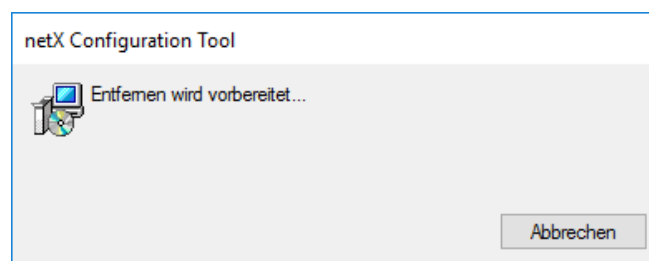 netX Configuration Tool
Entfernen wird vorbereitet...
Abbrechen